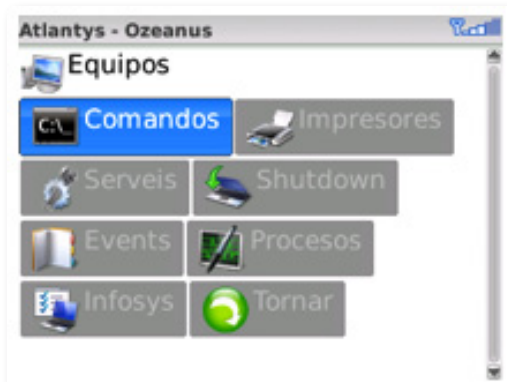 Atlantys - Ozeanus
Equipos
C:\_ Comandos Impresores
Serveis Shutdown
Events Procesos
Infosys Tornar